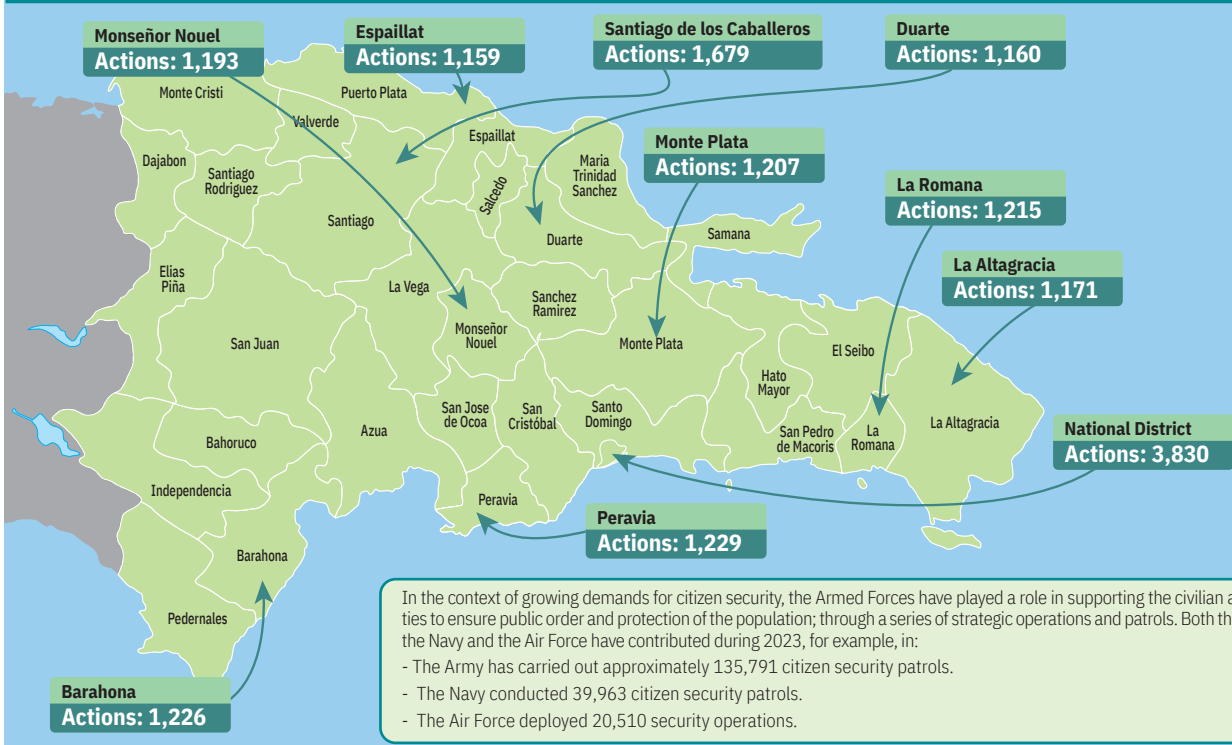 Monseñor Nouel
Actions: 1,193
Espaillat
Actions: 1,159
Santiago de los Caballeros
Actions: 1,679
Duarte
Actions: 1,160
Monte Plata
Actions: 1,207
La Romana
Actions: 1,215
La Altagracia
Actions: 1,171
National District
Actions: 3,830
Peravia
Actions: 1,229
Barahona
Actions: 1,226
Monte Cristi
Puerto Plata
Valverde
Espaillat
Dajabon
Santiago
Rodriguez
Salcedo
Maria
Trinidad
Sanchez
Santiago
Duarte
Samana
Elias
Piña
La Vega
Sanchez
Ramirez
San Juan
Monseñor
Nouel
Monte Plata
El Seibo
Hato
Mayor
San Jose
de Ocoa
San
Cristóbal
Santo
Domingo
Azua
Bahoruco
San Pedro
de Macoris
La
Romana
La Altagracia
Independencia
Peravia
Barahona
Pedernales
In the context of growing demands for citizen security, the Armed Forces have played a role in supporting the civilian
ties to ensure public order and protection of the population; through a series of strategic operations and patrols. Both
the Navy and the Air Force have contributed during 2023, for example, in:
- The Army has carried out approximately 135,791 citizen security patrols.
- The Navy conducted 39,963 citizen security patrols.
- The Air Force deployed 20,510 security operations.